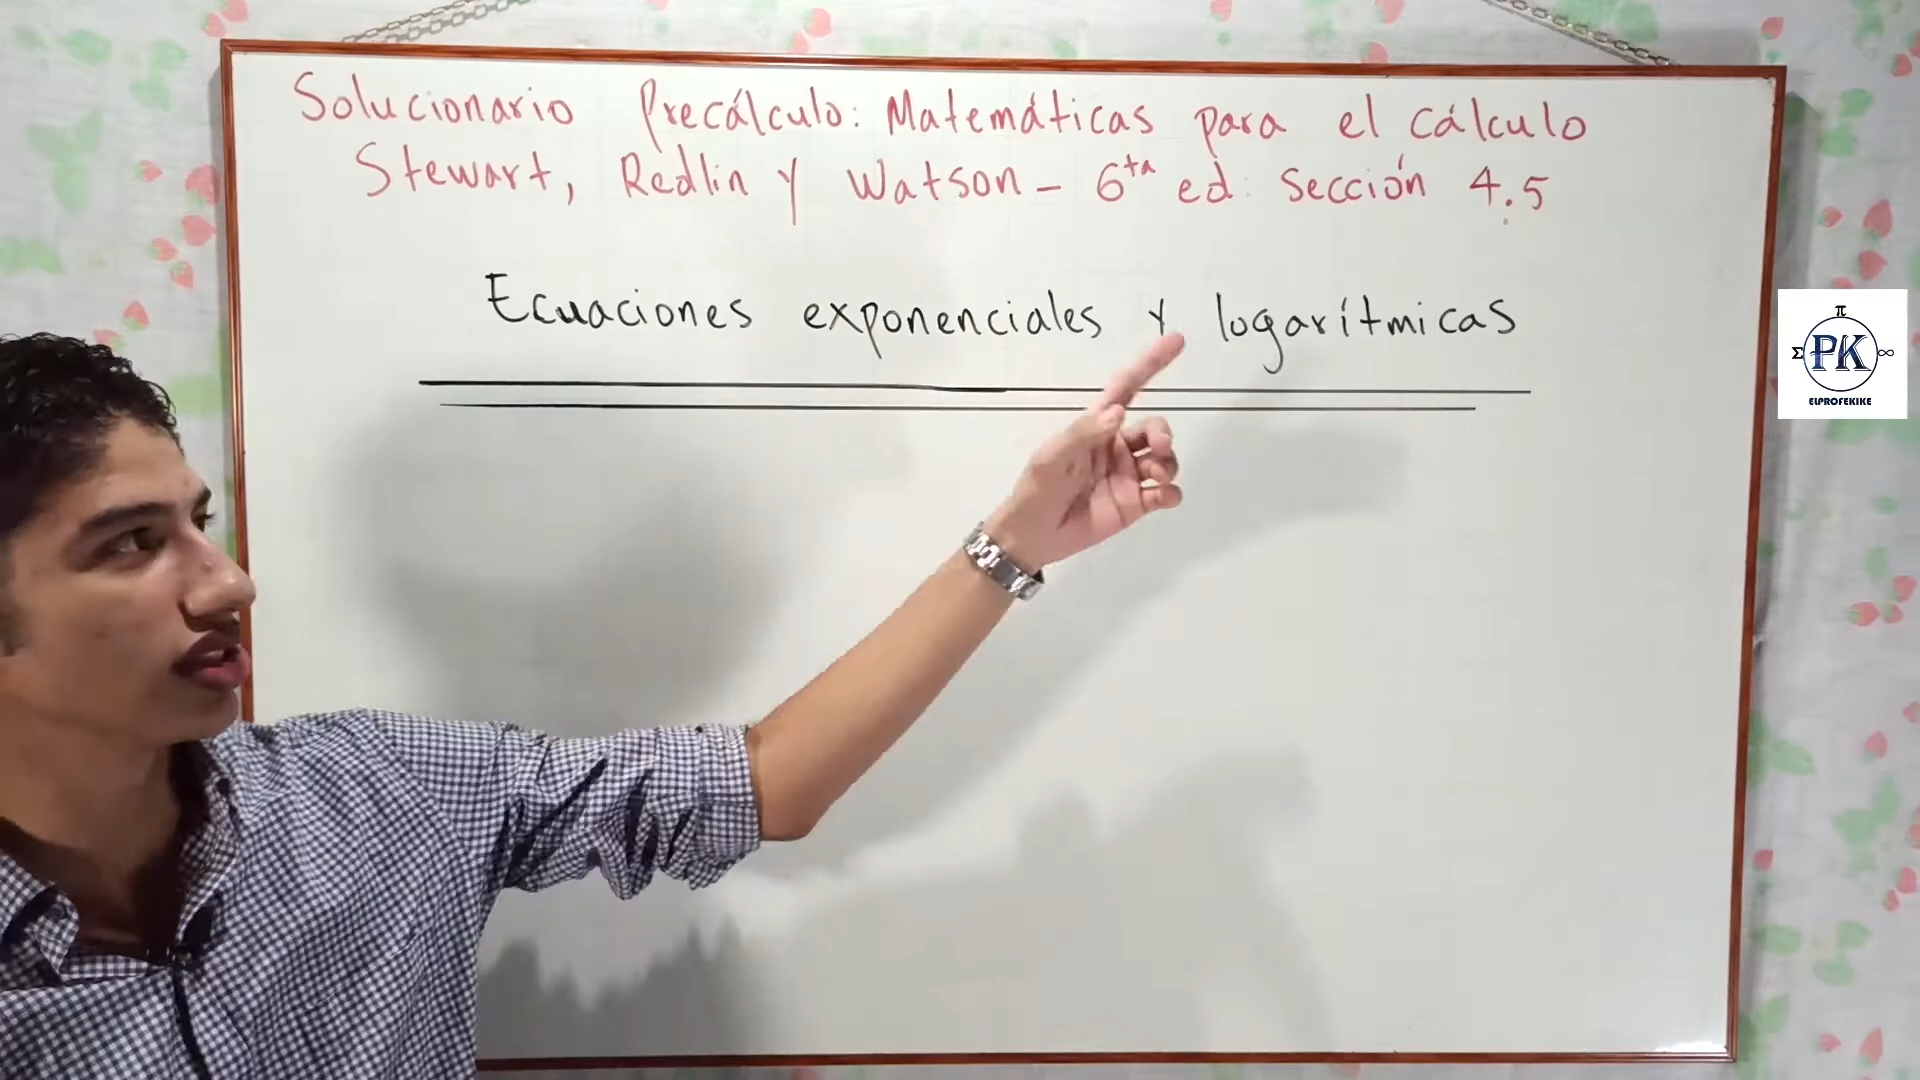 Solucionario Precálculo: Matemáticas para el cálculo
Stewart, Redlin y Watson - 6ta ed. Sección 4.5
Ecuaciones exponenciales y logarítmicas
π
Σ PK ∞
ELPROFEKIKE